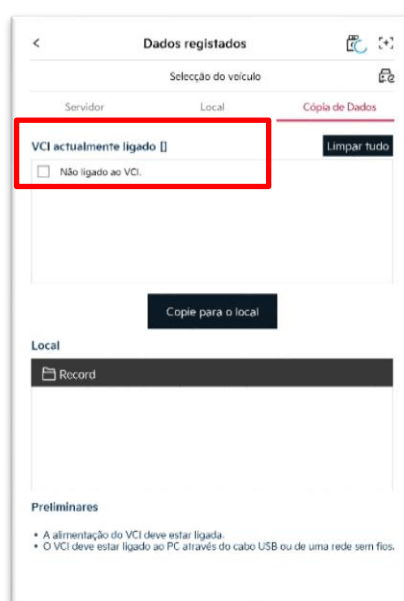 Dados registados
Selecção do veículo
Servidor Local Cópia de Dados
VCI actualmente ligado [] Limpar tudo
Não ligado ao VCI.
Copie para o local
Local
Record
Preliminares
• A alimentação do VCI deve estar ligada.
• O VCI deve estar ligado ao PC através do cabo USB ou de uma rede sem fios.